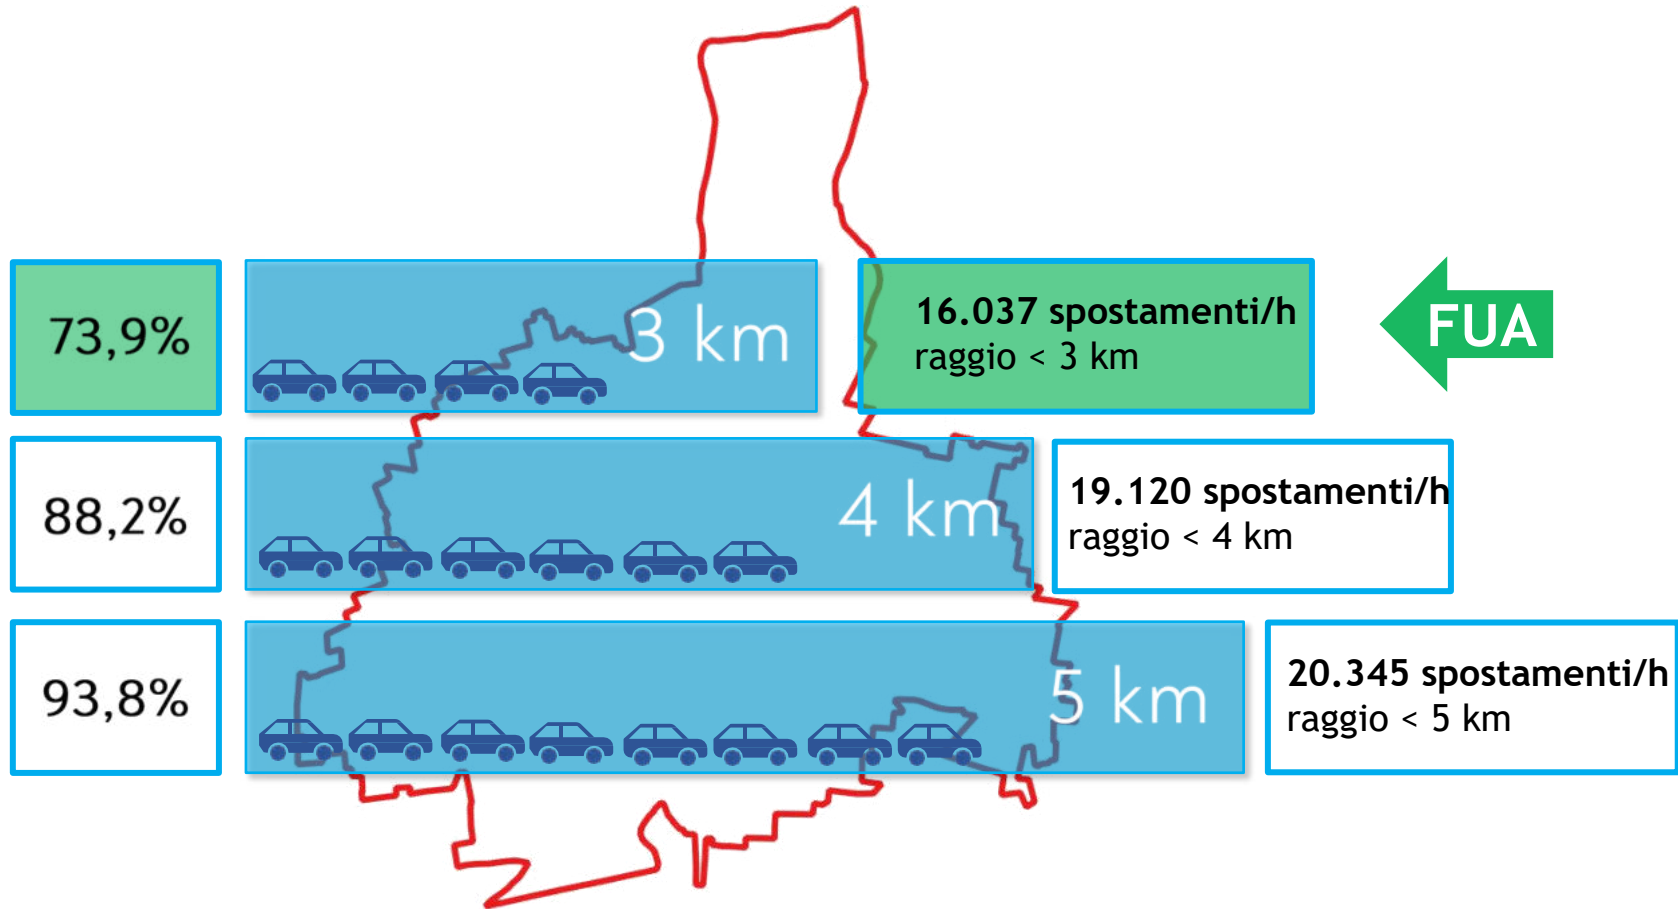 73,9%
3 km
16.037 spostamenti/h
raggio < 3 km
FUA
88,2%
4 km
19.120 spostamenti/h
raggio < 4 km
93,8%
5 km
20.345 spostamenti/h
raggio < 5 km